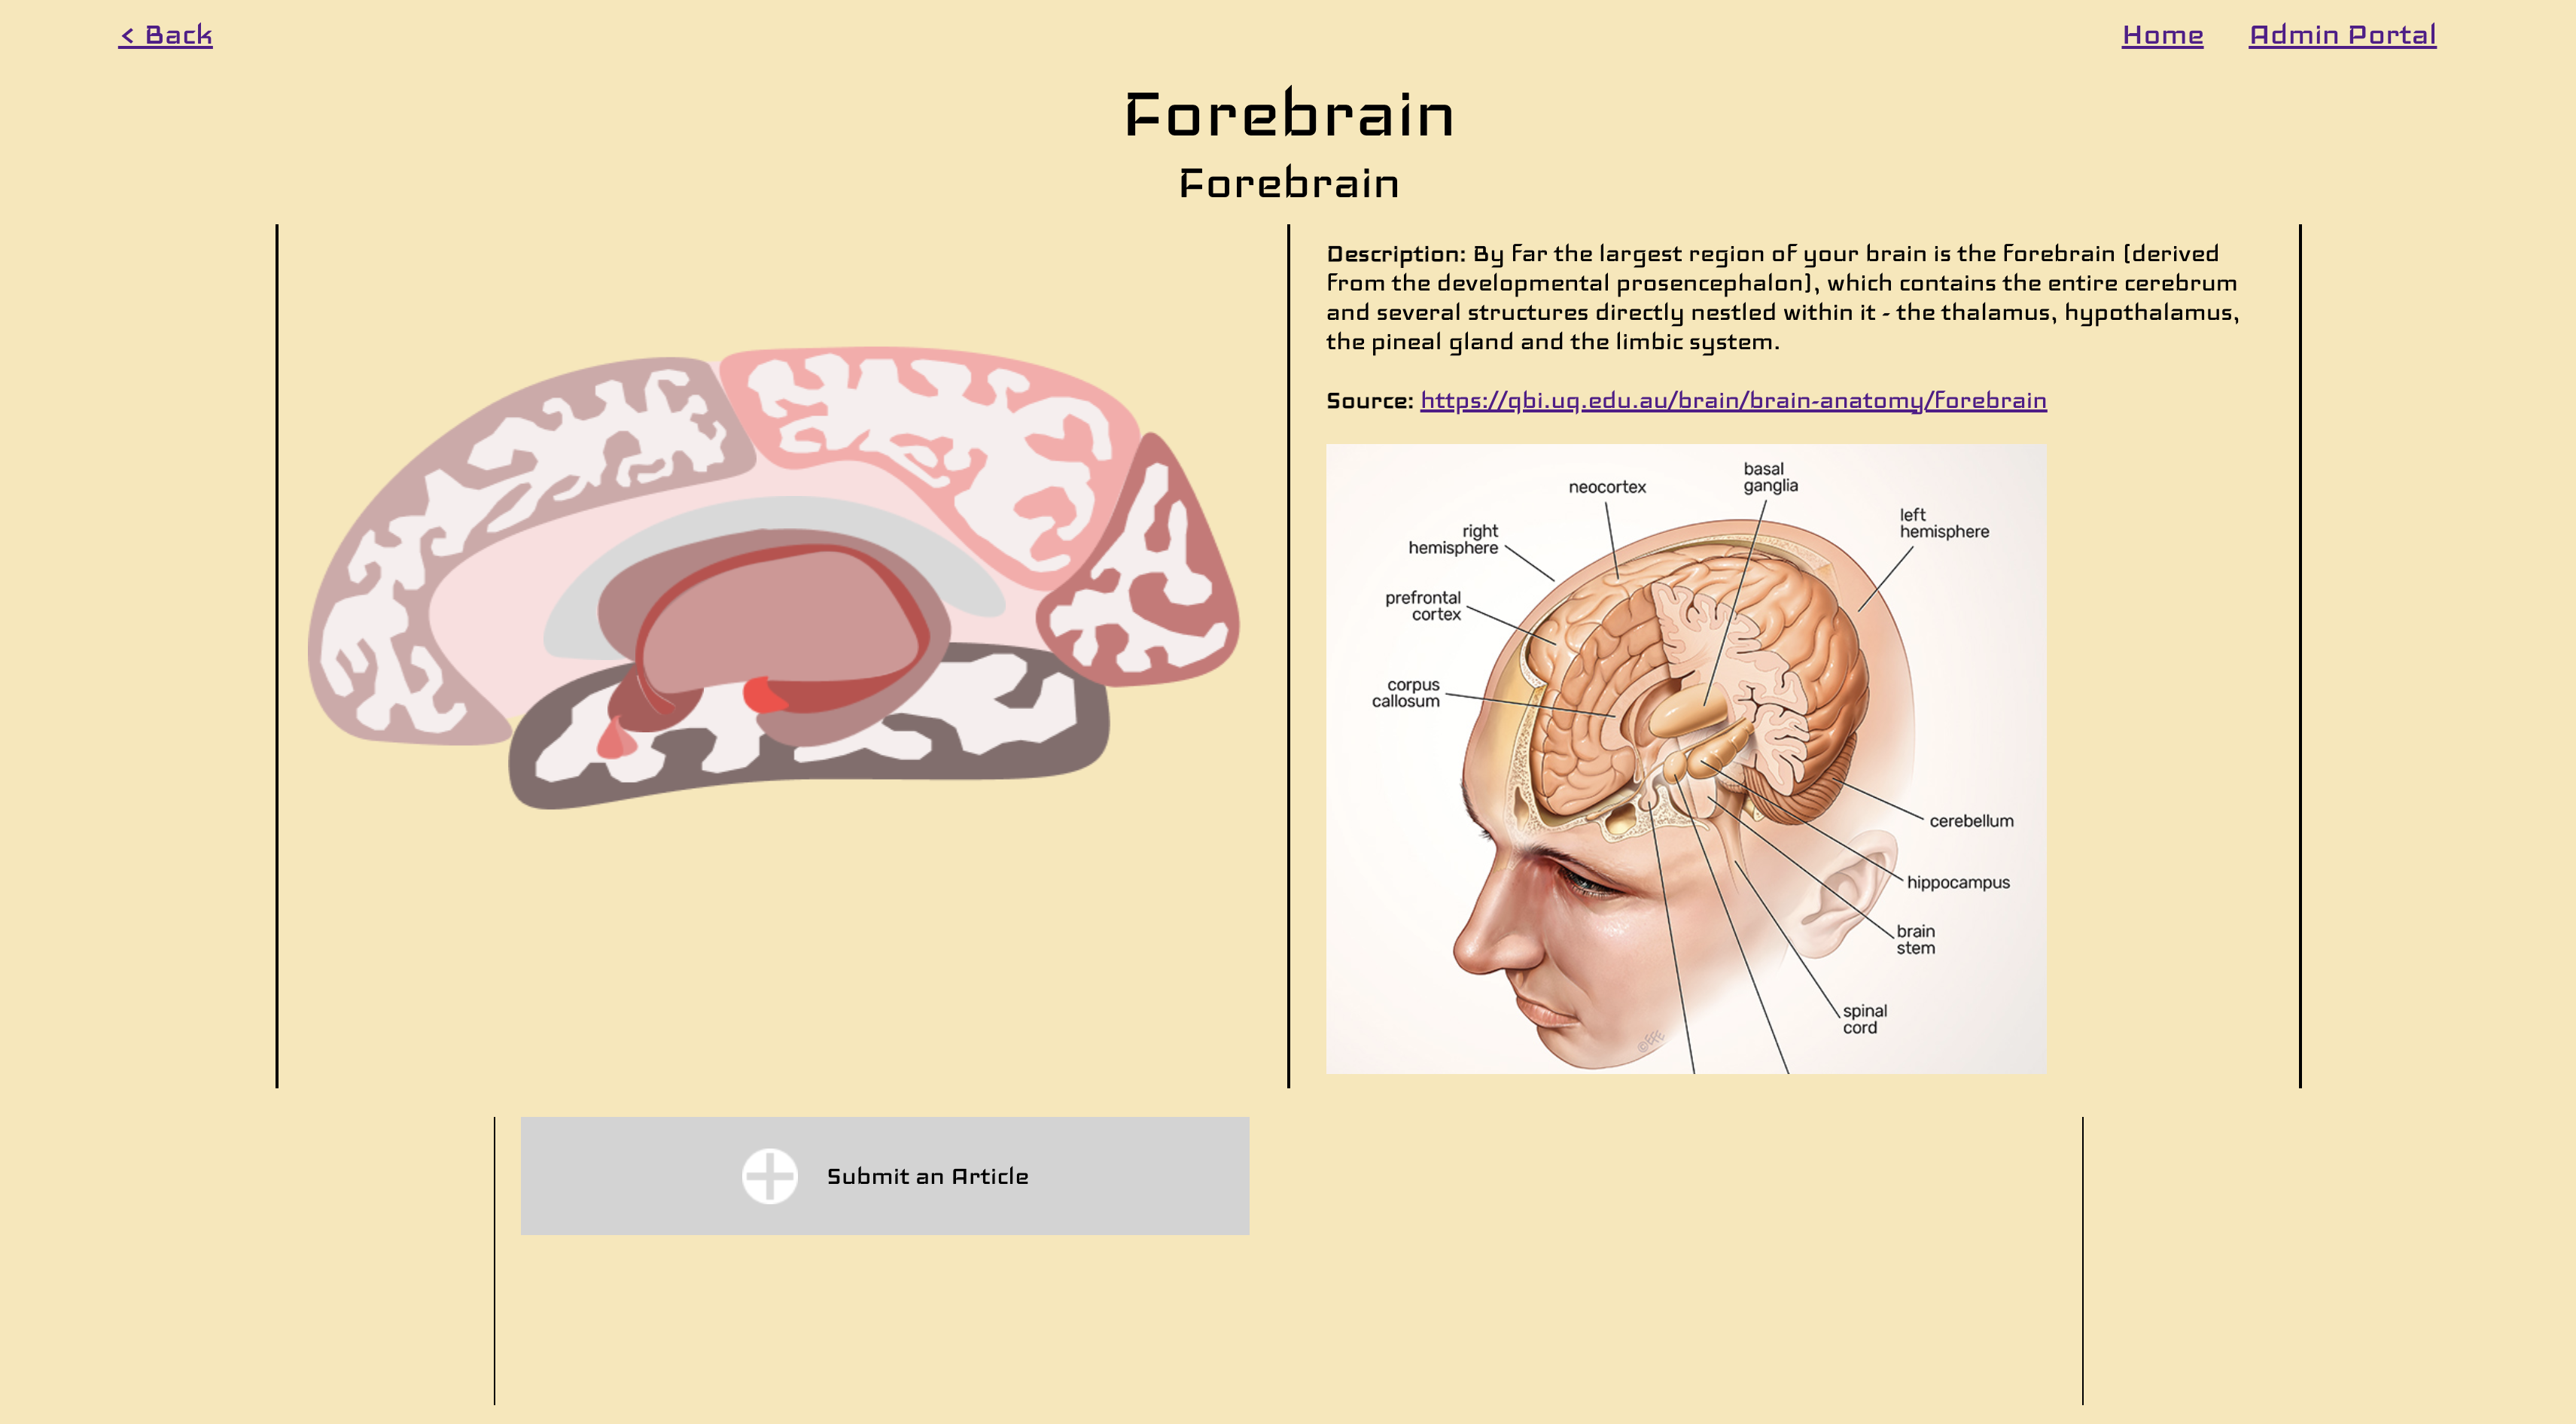 < Back
Home Admin Portal
Forebrain
Forebrain
Description: By far the largest region of your brain is the forebrain (derived
from the developmental prosencephalon), which contains the entire cerebrum
and several structures directly nestled within it - the thalamus, hypothalamus,
the pineal gland and the limbic system.
Source: https://qbi.uq.edu.au/brain/brain-anatomy/forebrain
basal
ganglia
neocortex
left
hemisphere
right
hemisphere
prefrontal
cortex
corpus
callosum
cerebellum
hippocampus
brain
stem
spinal
cord
©EFE
Submit an Article